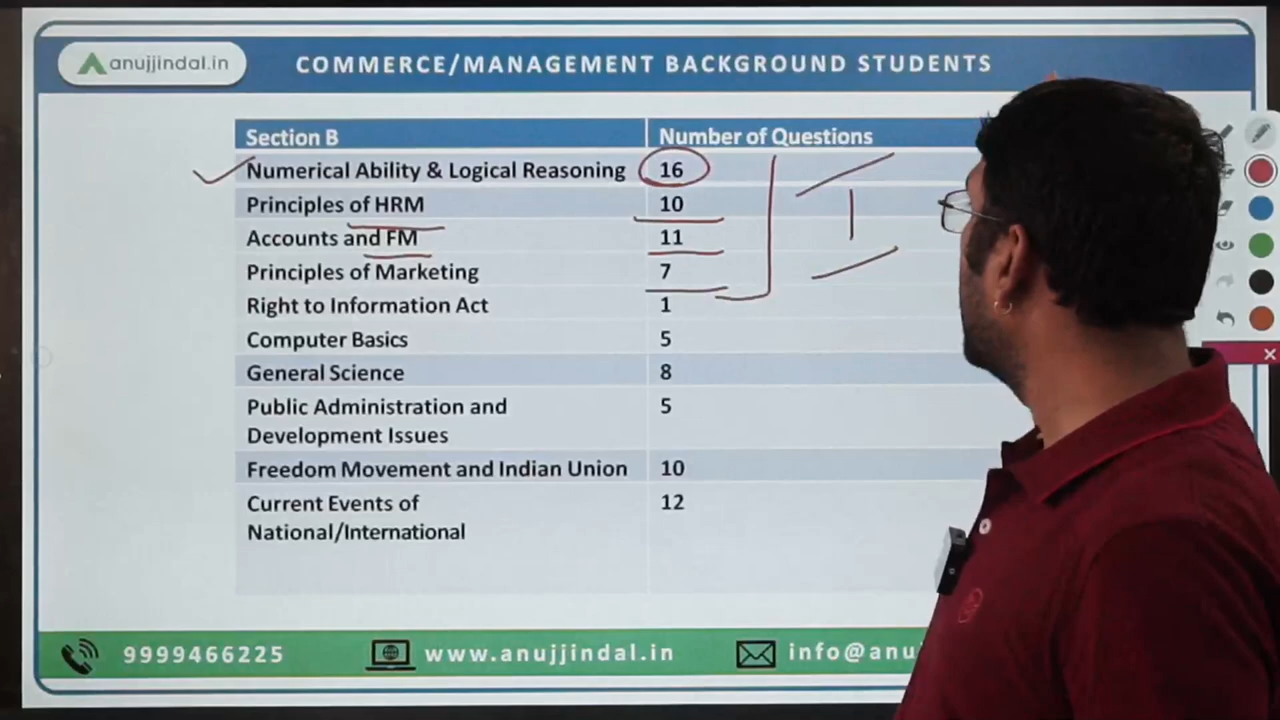 anujjindal.in
COMMERCE/MANAGEMENT BACKGROUND STUDENTS
Section B Number of Questions
Numerical Ability & Logical Reasoning 16
Principles of HRM 10
Accounts and FM 11
Principles of Marketing 7
Right to Information Act 1
Computer Basics 5
General Science 8
Public Administration and 5
Development Issues
Freedom Movement and Indian Union 10
Current Events of 12
National/International
9999466225 www.anujjindal.in info@anu